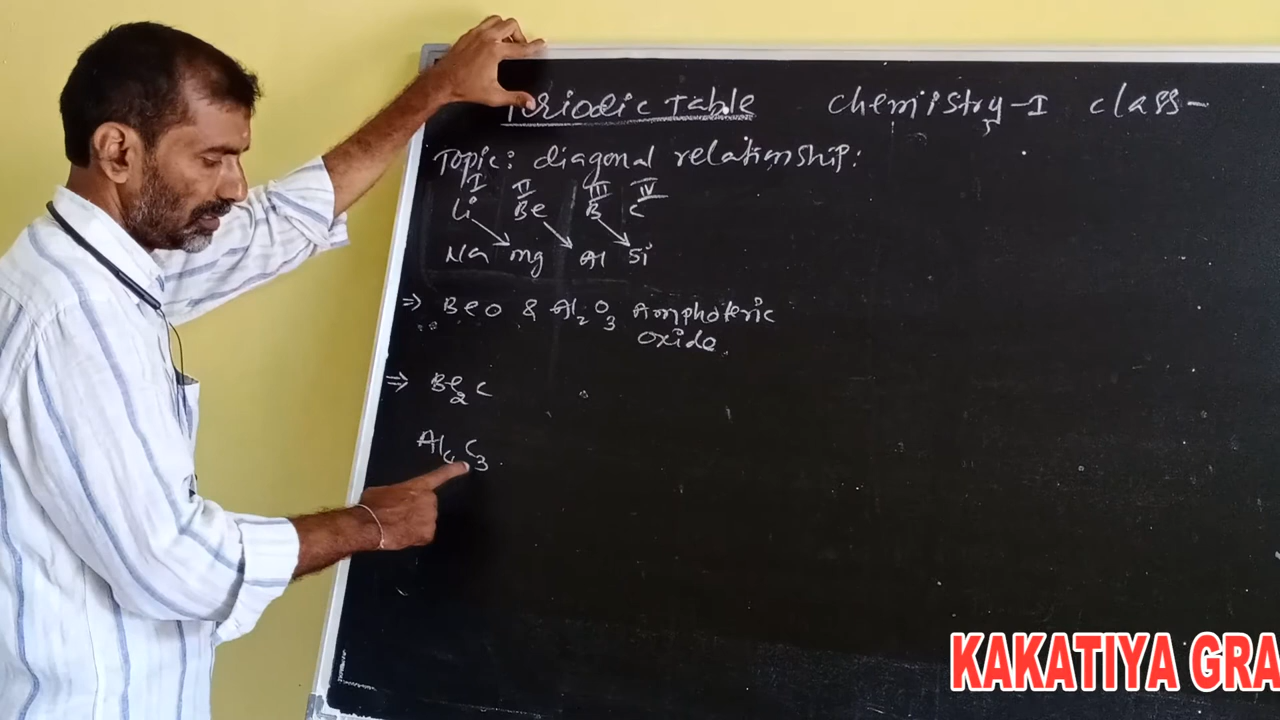 Periodic Table Chemistry-I class-
Topic: diagonal relationship:
I II III IV
Li Be B C
Na mg Al Si
⇒ BeO & Al₂O₃ Amphoteric
oxide
⇒ Be₂C
Al₄C₃
KAKATIYA GRA